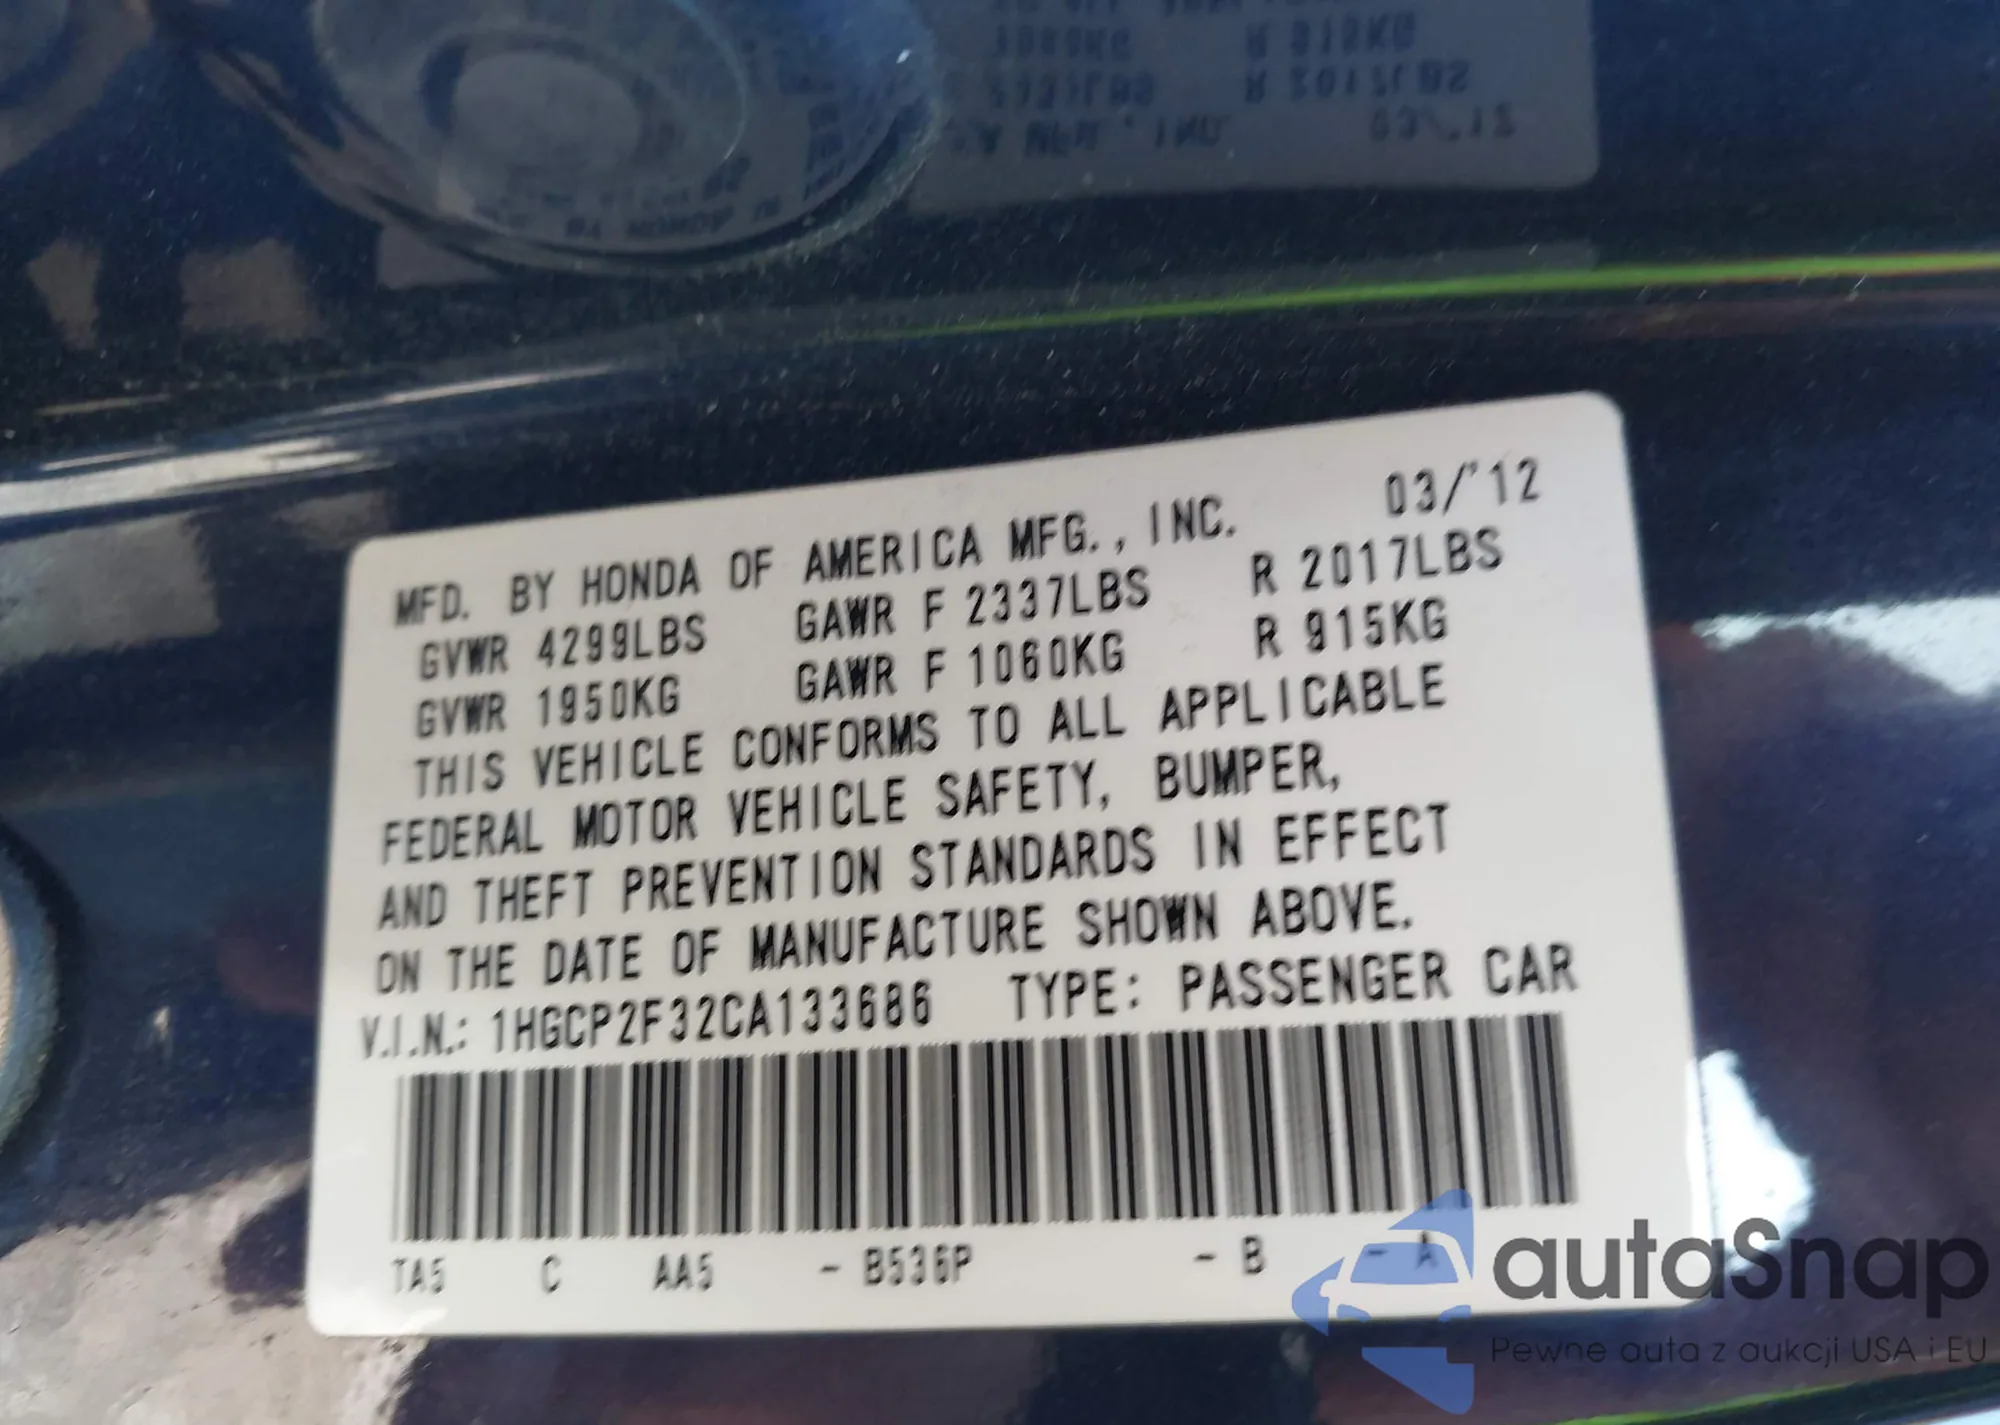 MFD. BY HONDA OF AMERICA MFG., INC. 03/'12
GVWR 4299LBS GAWR F 2337LBS R 2017LBS
GVWR 1950KG GAWR F 1060KG R 915KG
THIS VEHICLE CONFORMS TO ALL APPLICABLE
FEDERAL MOTOR VEHICLE SAFETY, BUMPER,
AND THEFT PREVENTION STANDARDS IN EFFECT
ON THE DATE OF MANUFACTURE SHOWN ABOVE.
V.I.N.: 1HGCP2F32CA133686 TYPE: PASSENGER CAR
TA5 C AA5 - B536P - B - A
autaSnap
Pewne auta z aukcji USA i EU